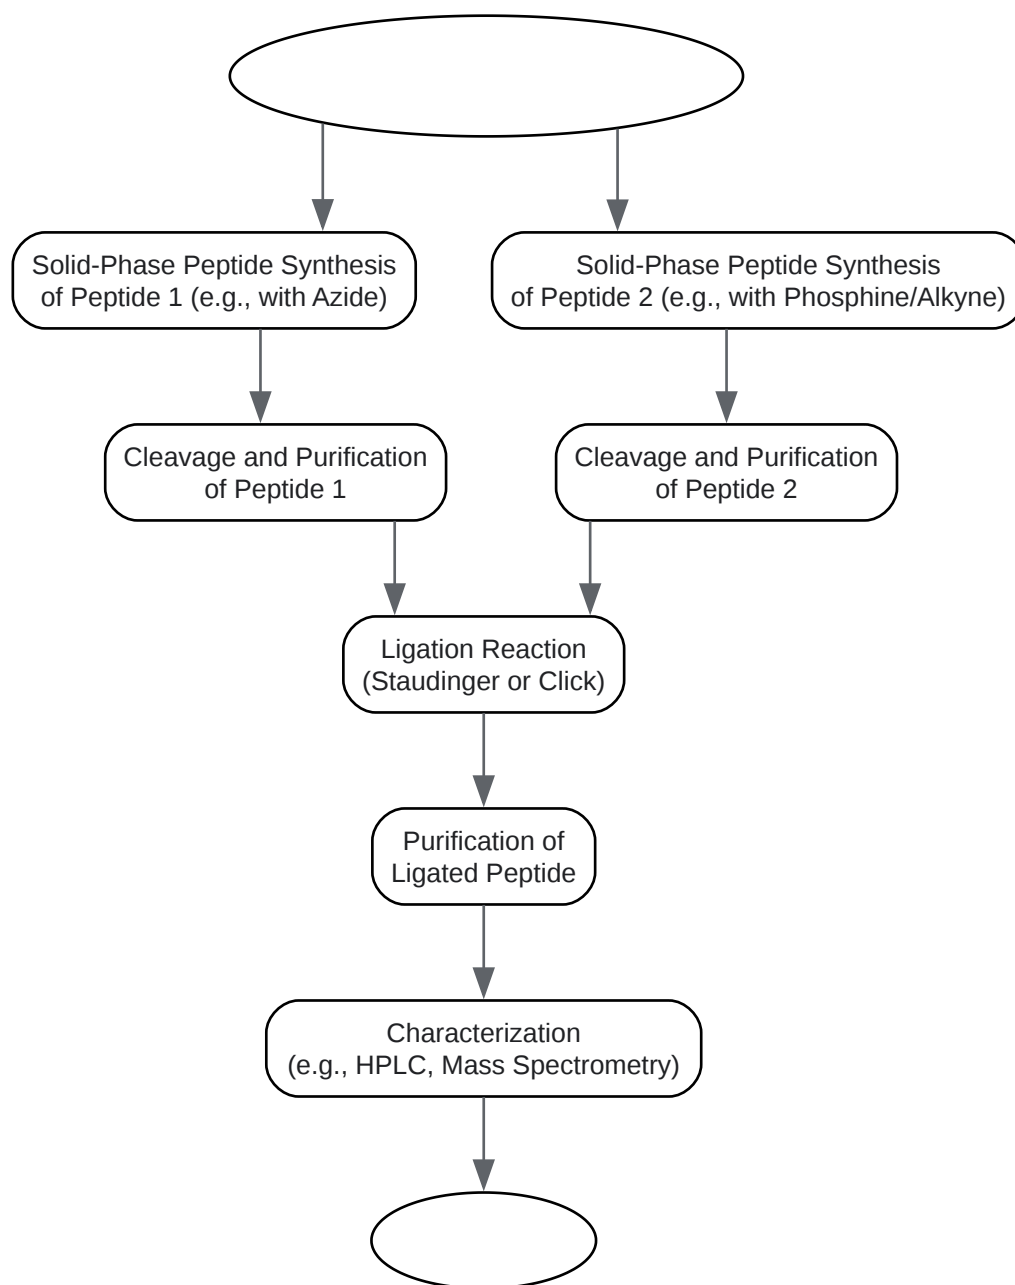 Solid-Phase Peptide Synthesis
of Peptide 1 (e.g., with Azide)
Solid-Phase Peptide Synthesis
of Peptide 2 (e.g., with Phosphine/Alkyne)
Cleavage and Purification
of Peptide 1
Cleavage and Purification
of Peptide 2
Ligation Reaction
(Staudinger or Click)
Purification of
Ligated Peptide
Characterization
(e.g., HPLC, Mass Spectrometry)